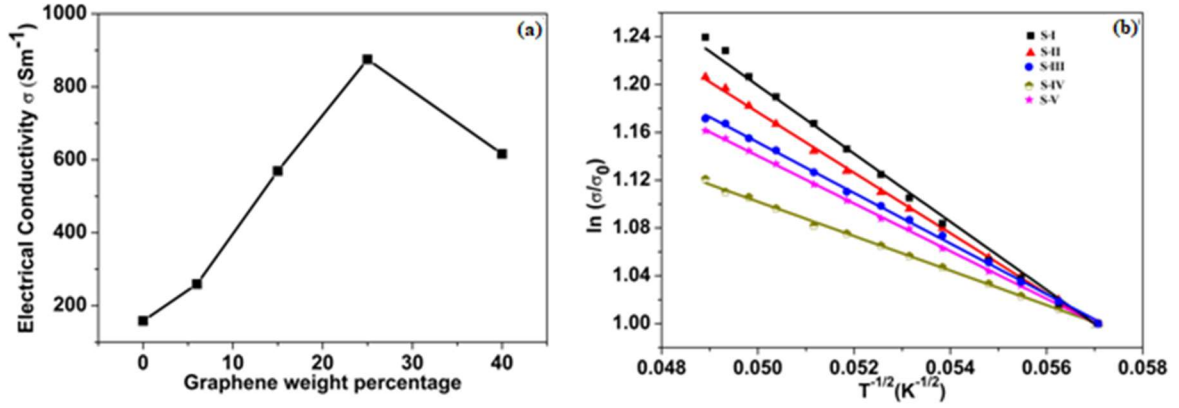 (a)
Electrical Conductivity σ (Sm⁻¹)
1000
800
600
400
200
0 10 20 30 40
Graphene weight percentage
(b)
ln (σ/σ₀)
1.24
1.20
1.16
1.12
1.08
1.04
1.00
S-I
S-II
S-III
S-IV
S-V
0.048 0.050 0.052 0.054 0.056 0.058
T⁻¹/²(K⁻¹/²)